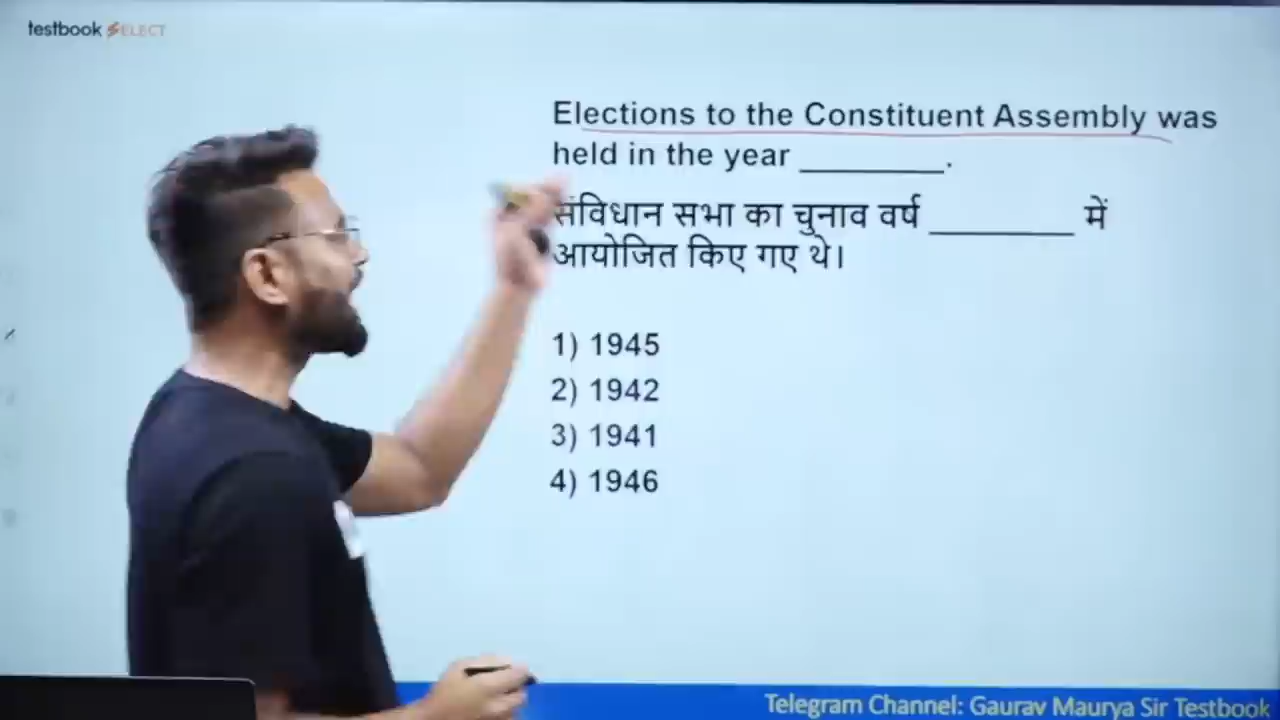 testbook SELECT
Elections to the Constituent Assembly was
held in the year ________.
संविधान सभा का चुनाव वर्ष ________ में
आयोजित किए गए थे।
1) 1945
2) 1942
3) 1941
4) 1946
Telegram Channel: Gaurav Maurya Sir Testbook